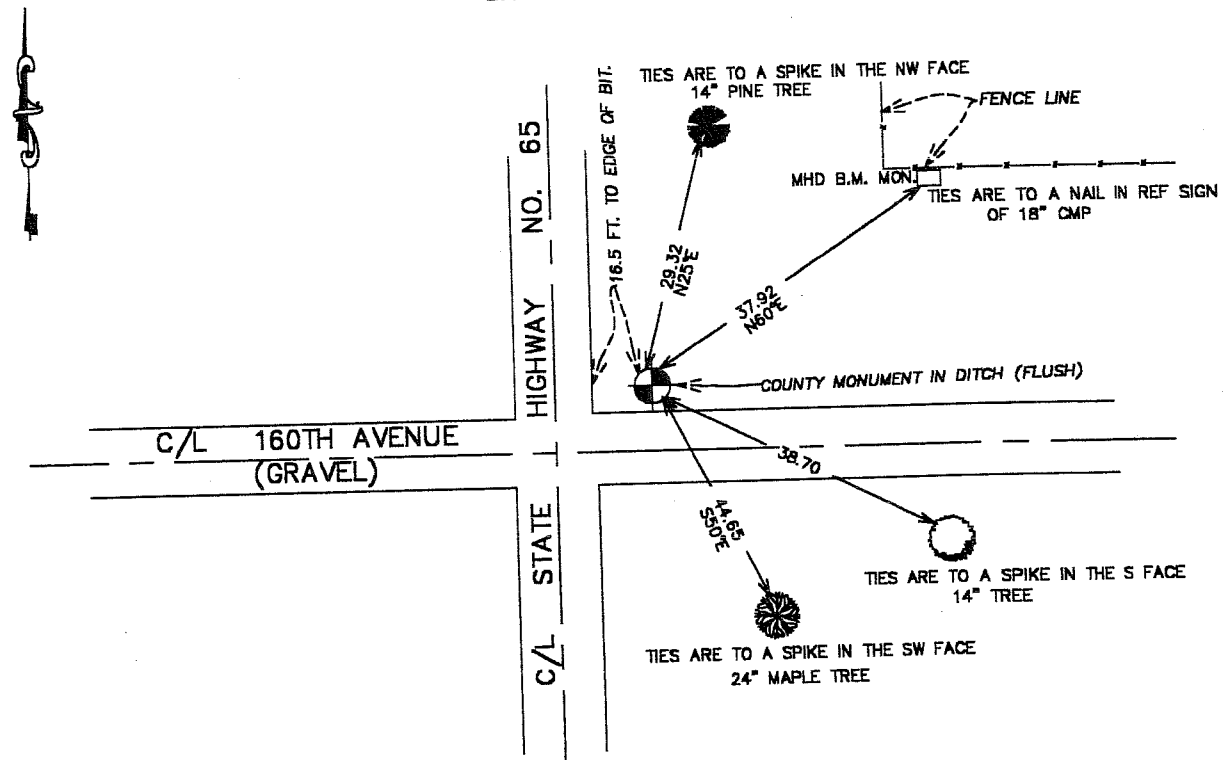 TIES ARE TO A SPIKE IN THE NW FACE
14" PINE TREE
FENCE LINE
MHD B.M. MON.
TIES ARE TO A NAIL IN REF SIGN
OF 18" CMP
16.5 FT. TO EDGE OF BIT.
29.32
N25°E
37.92
N60°E
COUNTY MONUMENT IN DITCH (FLUSH)
C/L STATE HIGHWAY NO. 65
C/L 160TH AVENUE
(GRAVEL)
38.70
44.65
S50°E
TIES ARE TO A SPIKE IN THE S FACE
14" TREE
TIES ARE TO A SPIKE IN THE SW FACE
24" MAPLE TREE